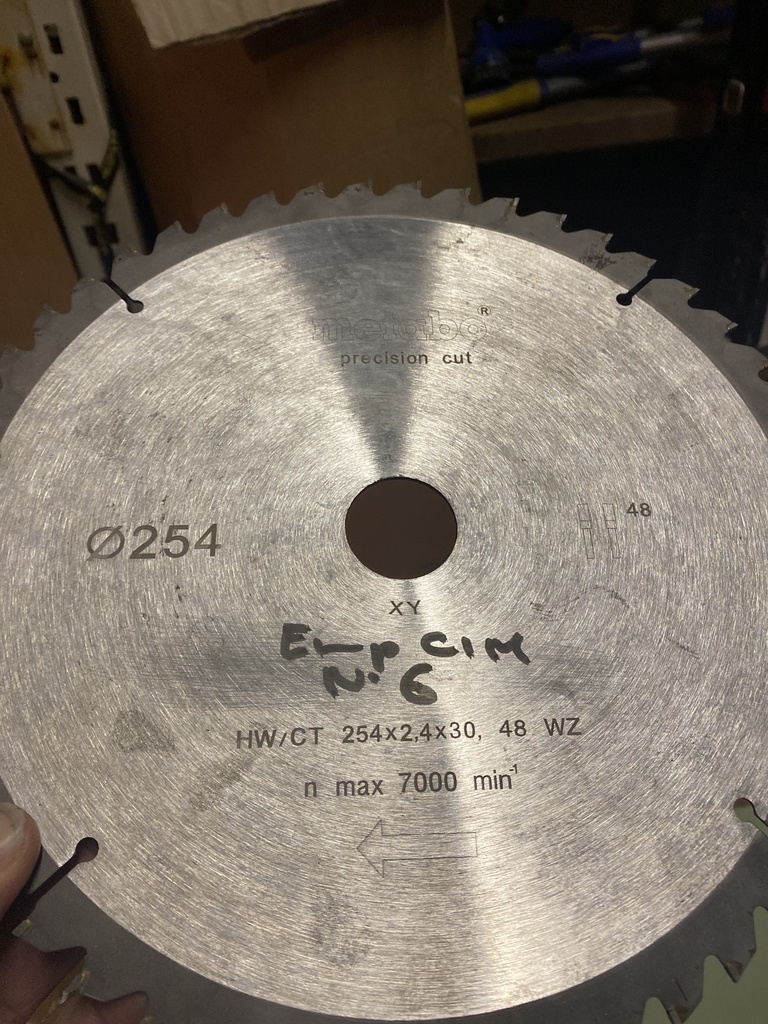 metabo®
precision cut
Ø254
48
XY
N. 6
HW/CT 254x2,4x30, 48 WZ
n max 7000 min⁻¹